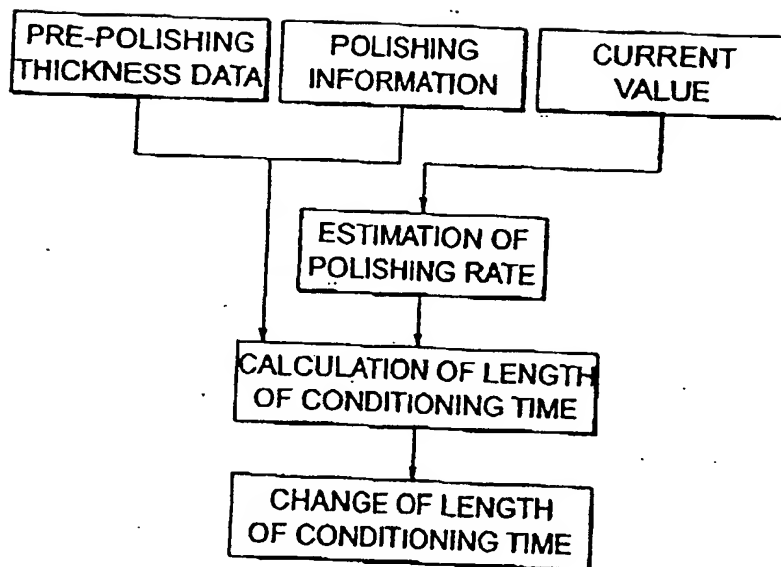 PRE-POLISHING
THICKNESS DATA
POLISHING
INFORMATION
CURRENT
VALUE
ESTIMATION OF
POLISHING RATE
CALCULATION OF LENGTH
OF CONDITIONING TIME
CHANGE OF LENGTH
OF CONDITIONING TIME